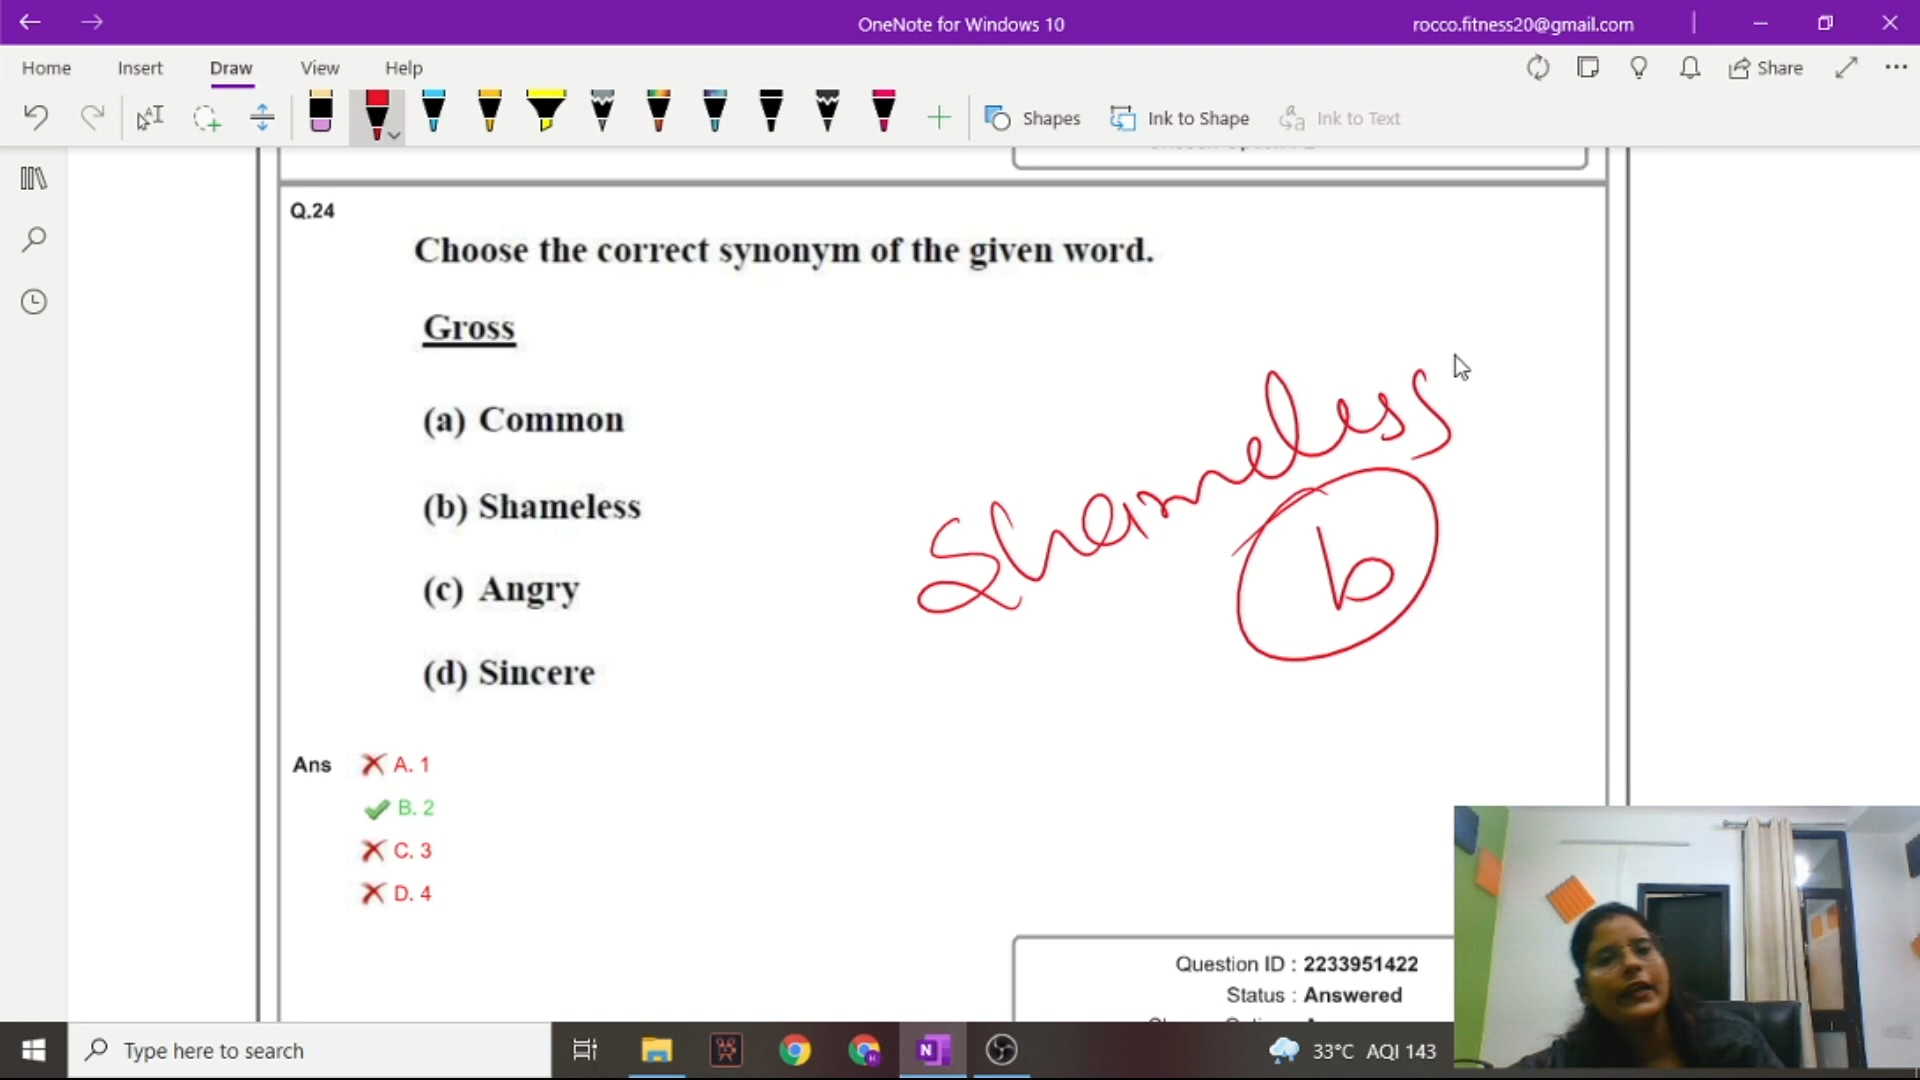 OneNote for Windows 10
rocco.fitness20@gmail.com
Home Insert Draw View Help
Share
Shapes Ink to Shape Ink to Text
Q.24
Choose the correct synonym of the given word.
Gross
(a) Common
(b) Shameless
(c) Angry
(d) Sincere
Shameless
b
Ans A. 1
B. 2
C. 3
D. 4
Question ID : 2233951422
Status : Answered
Type here to search
33°C AQI 143